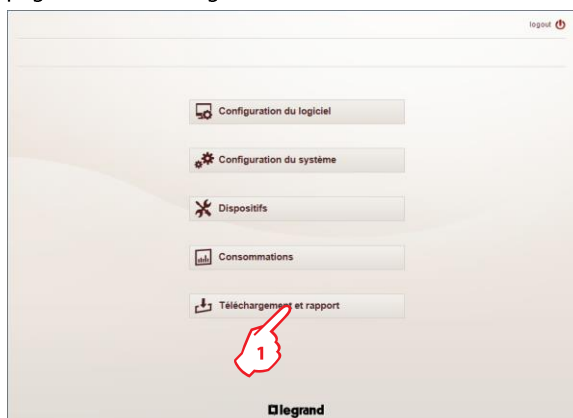 logout
Configuration du logiciel
Configuration du système
Dispositifs
Consommations
Téléchargement et rapport
1
legrand